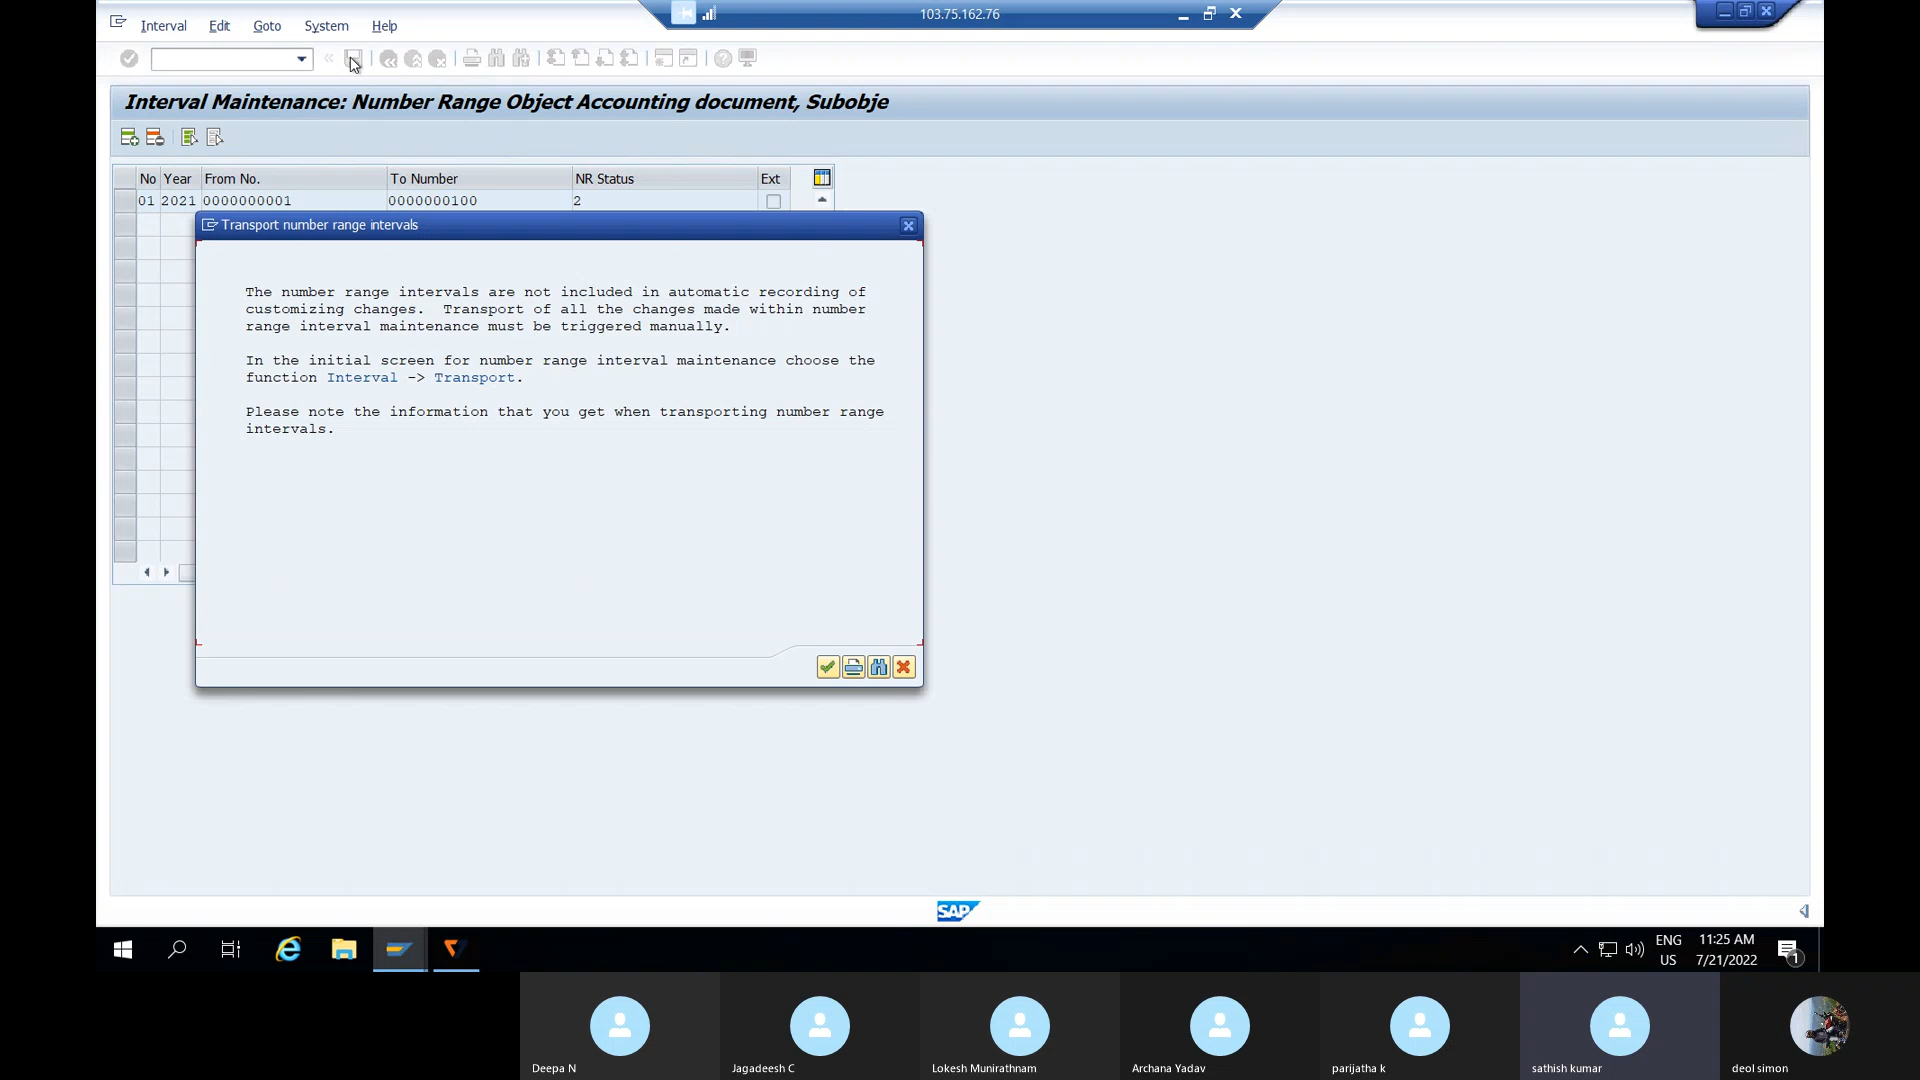 103.75.162.76
Interval Edit Goto System Help
Interval Maintenance: Number Range Object Accounting document, Subobje
No Year From No. To Number NR Status Ext
01 2021 0000000001 0000000100 2
Transport number range intervals
The number range intervals are not included in automatic recording of
customizing changes. Transport of all the changes made within number
range interval maintenance must be triggered manually.
In the initial screen for number range interval maintenance choose the
function Interval -> Transport.
Please note the information that you get when transporting number range
intervals.
SAP
ENG 11:25 AM
US 7/21/2022 1
Deepa N Jagadeesh C Lokesh Munirathnam Archana Yadav parijatha k sathish kumar deol simon